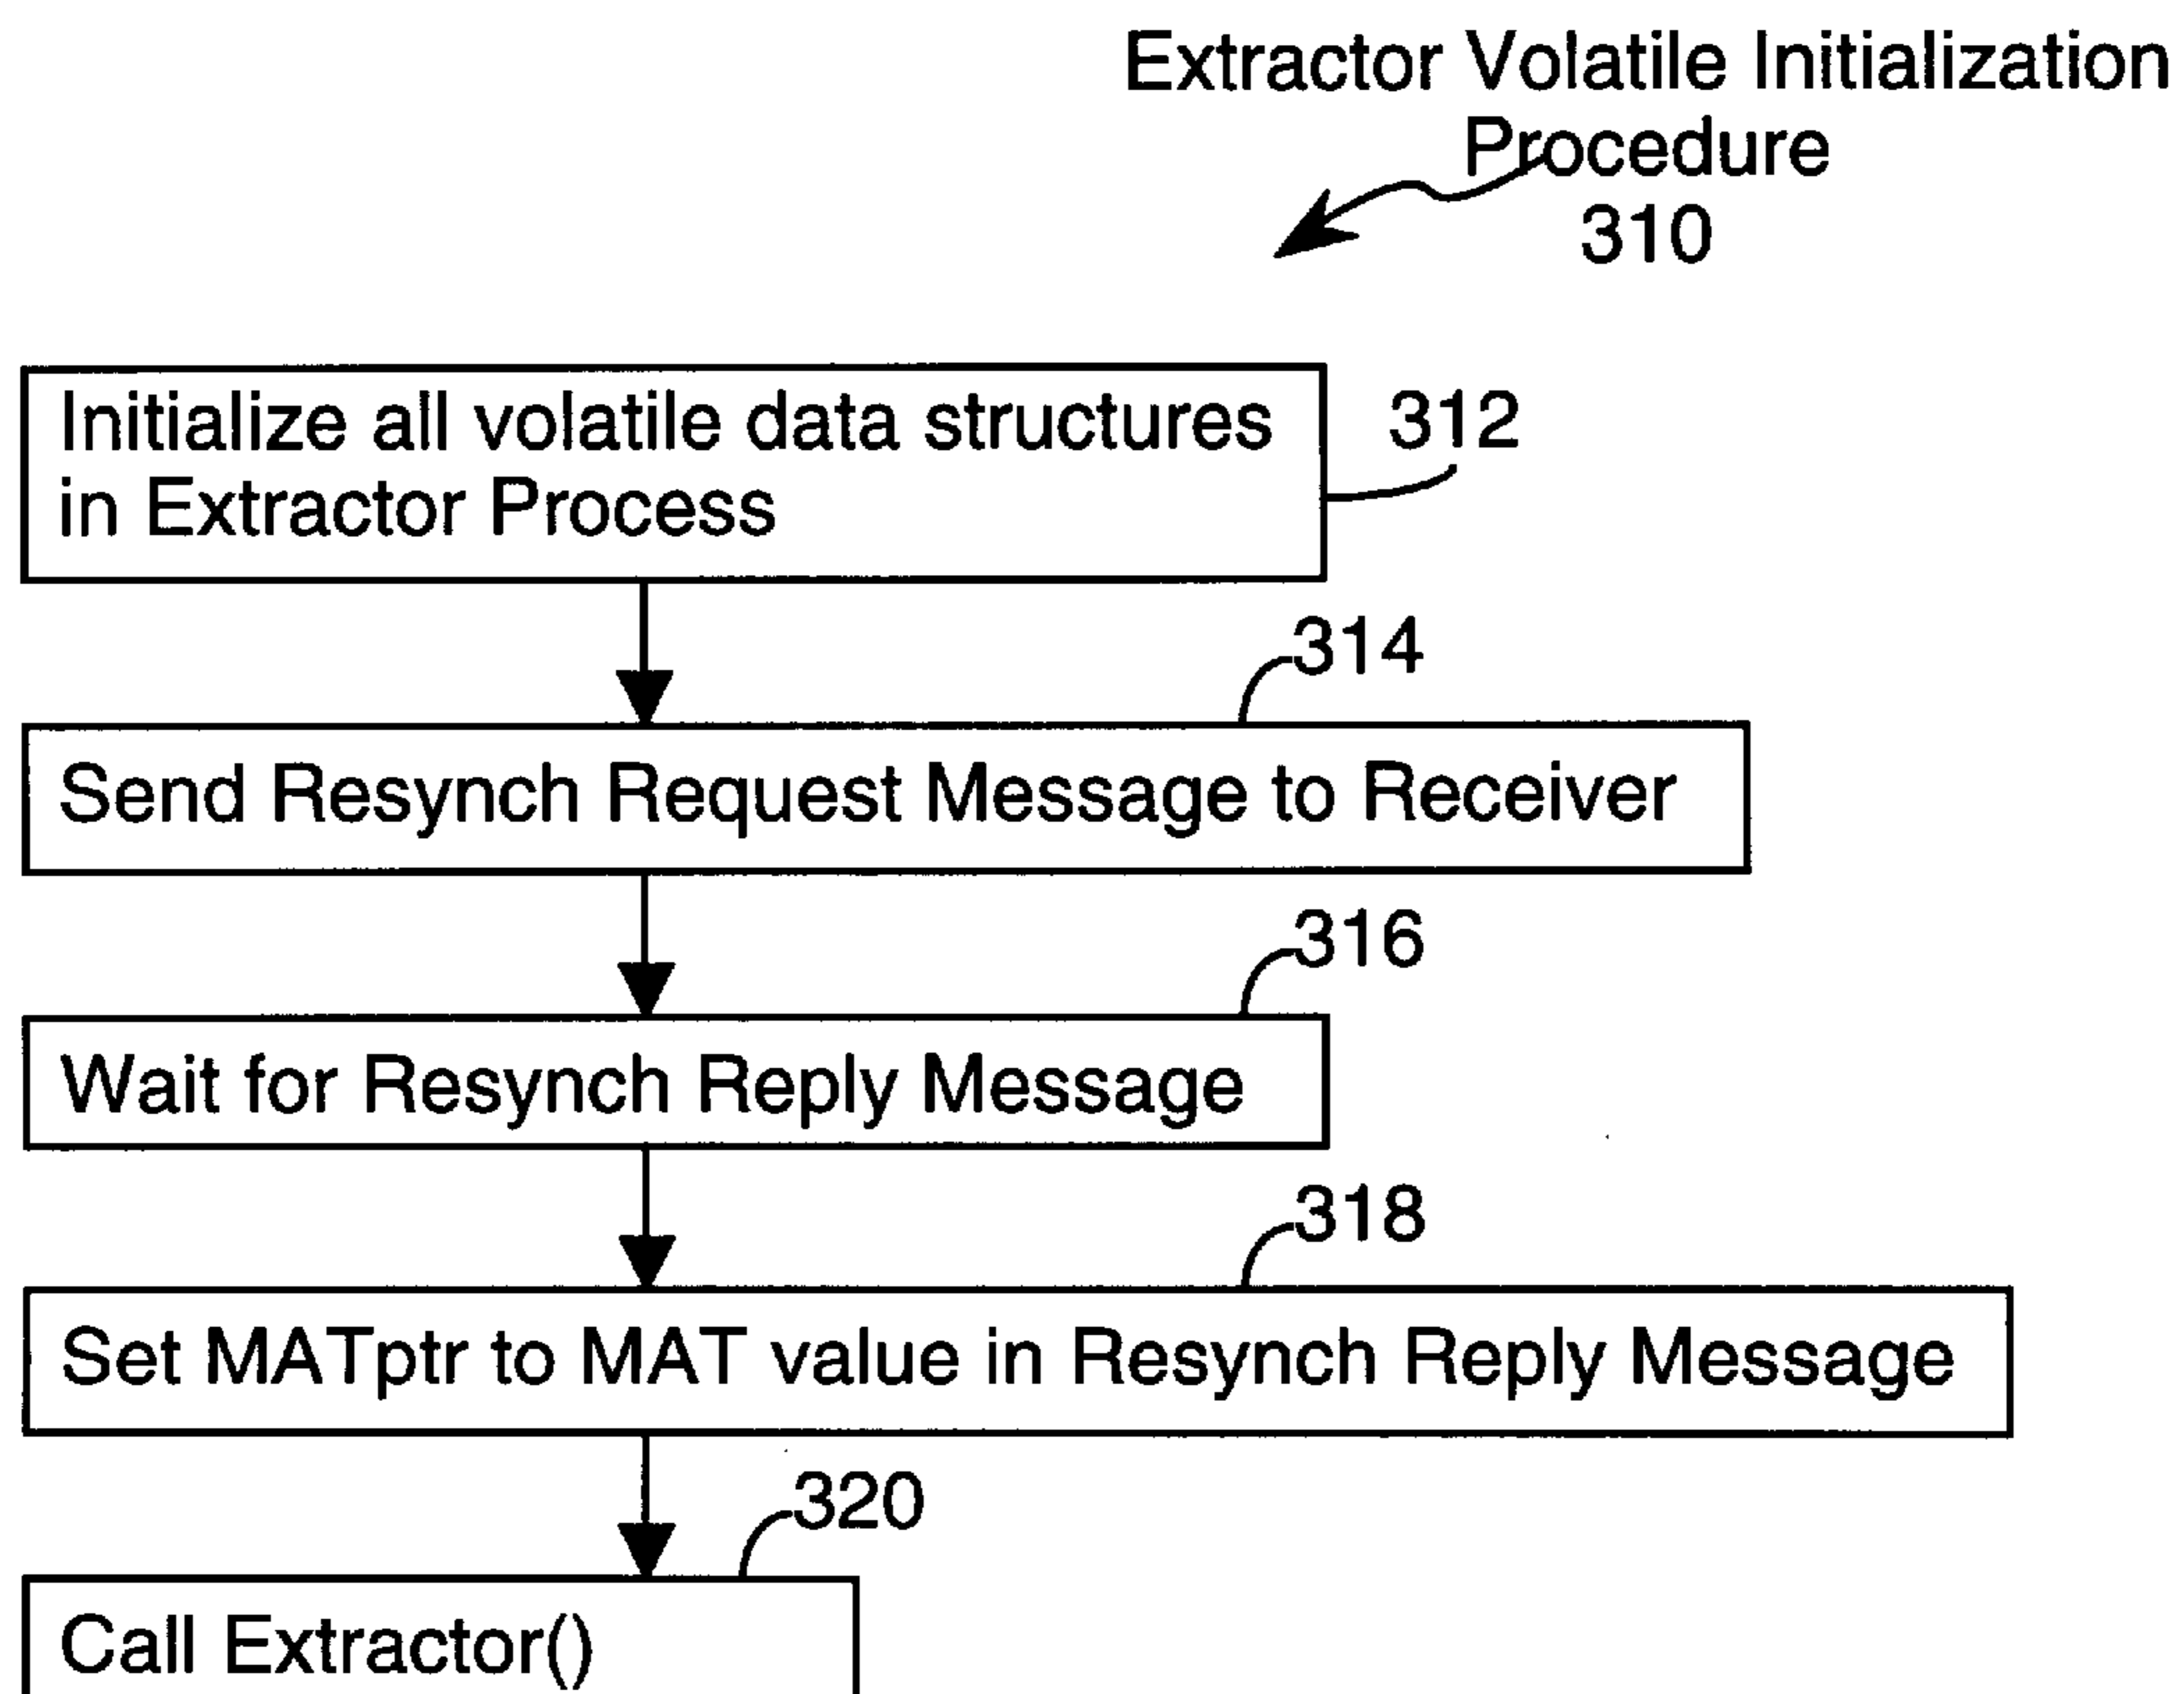 Extractor Volatile Initialization
Procedure
310
Initialize all volatile data structures
in Extractor Process
312
314
Send Resynch Request Message to Receiver
316
Wait for Resynch Reply Message
318
Set MATptr to MAT value in Resynch Reply Message
320
Call Extractor()